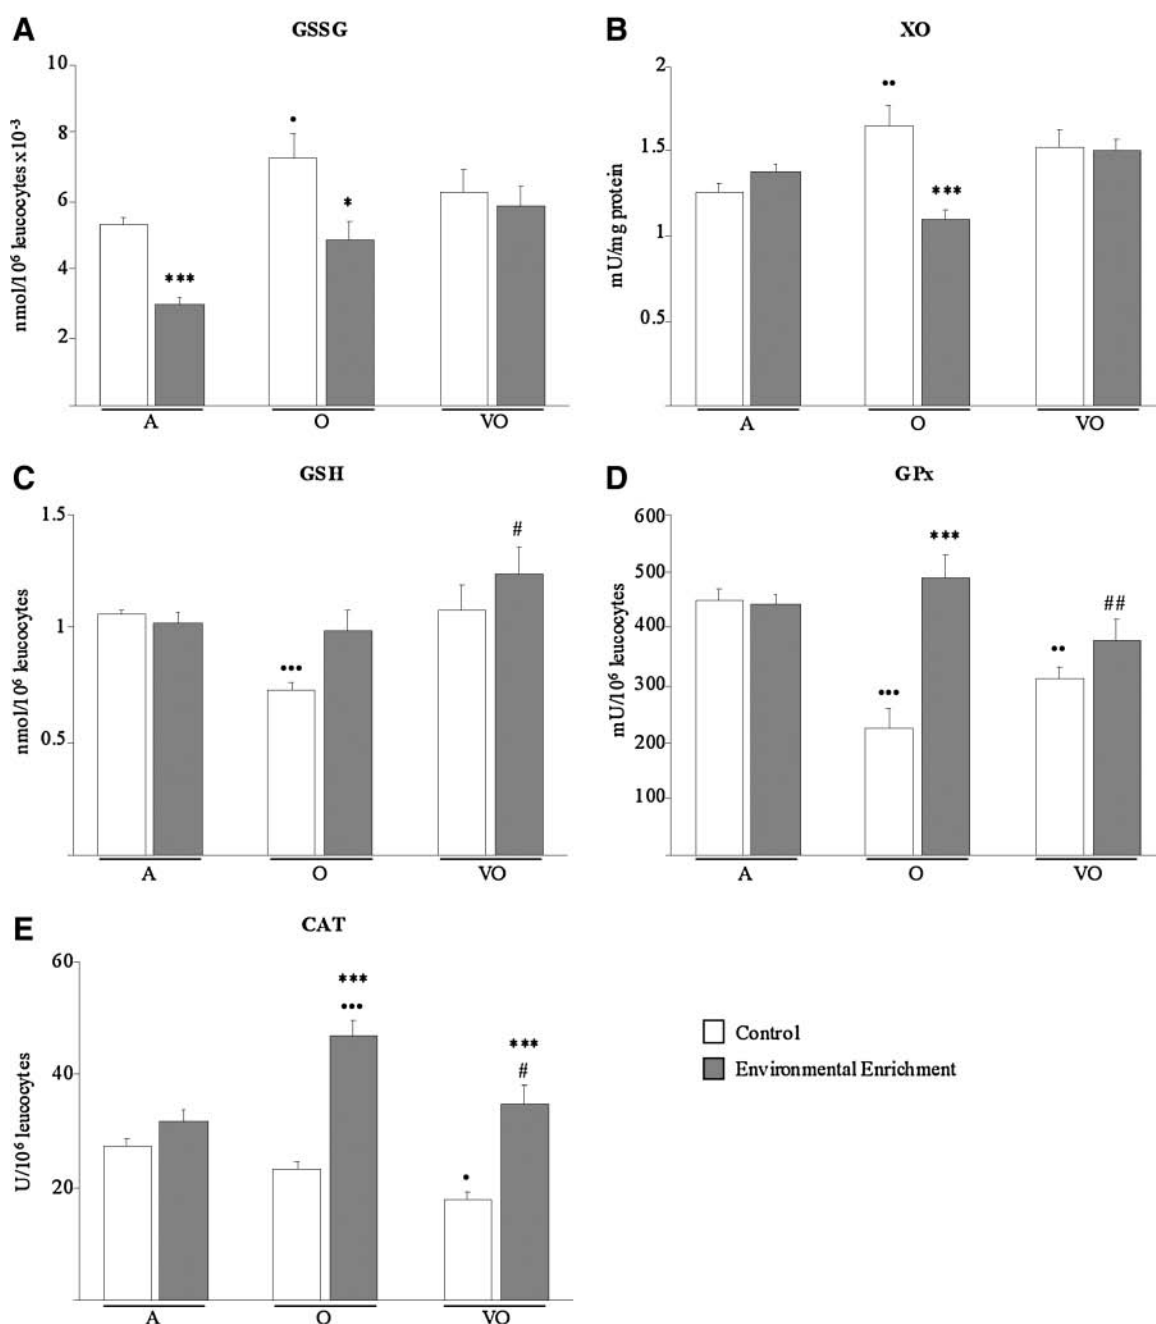 A
GSSG
10
8
6
4
2
nmol/10⁶ leucocytes x10⁻³
•
*
***
A
O
VO
B
XO
2
1.5
1
0.5
mU/mg protein
••
***
A
O
VO
C
GSH
1.5
1
0.5
nmol/10⁶ leucocytes
•••
#
A
O
VO
D
GPx
600
500
400
300
200
100
mU/10⁶ leucocytes
•••
***
••
##
A
O
VO
E
CAT
60
40
20
U/10⁶ leucocytes
***
•••
•
***
#
A
O
VO
Control
Environmental Enrichment